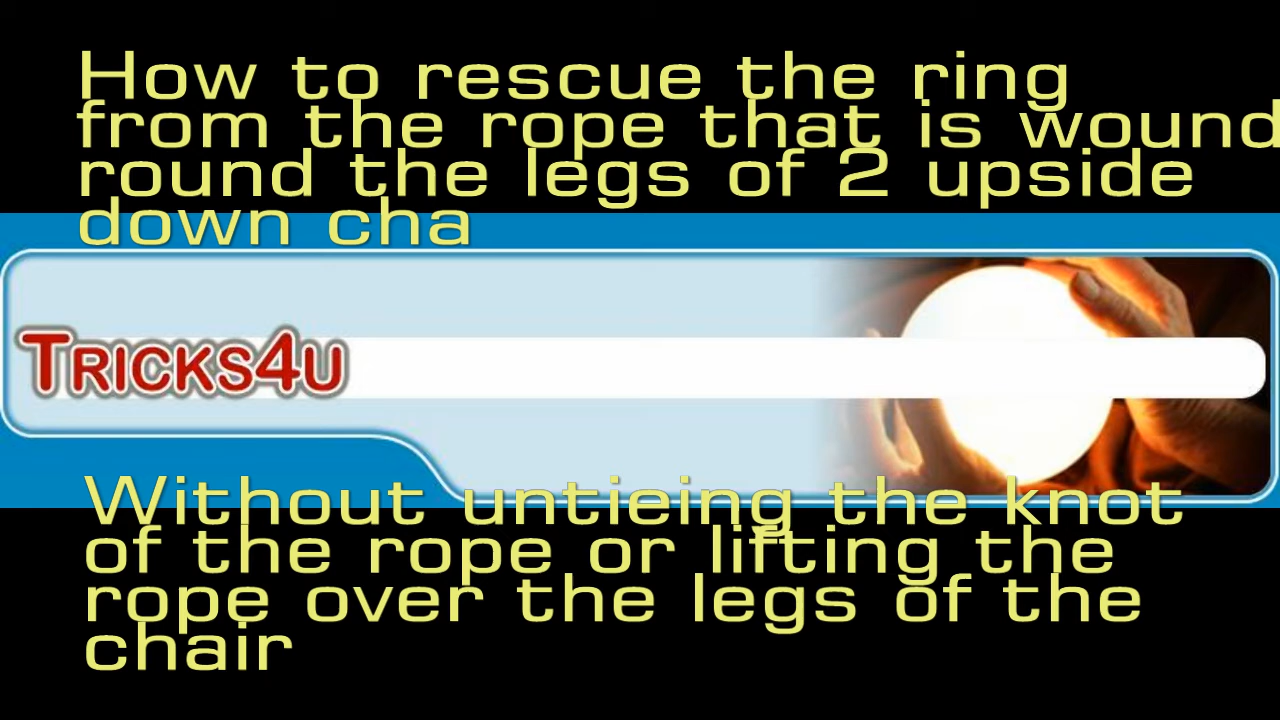 How to rescue the ring
from the rope that is wound
round the legs of 2 upside
down cha
TRICKS4U
Without untieing the knot
of the rope or lifting the
rope over the legs of the
chair